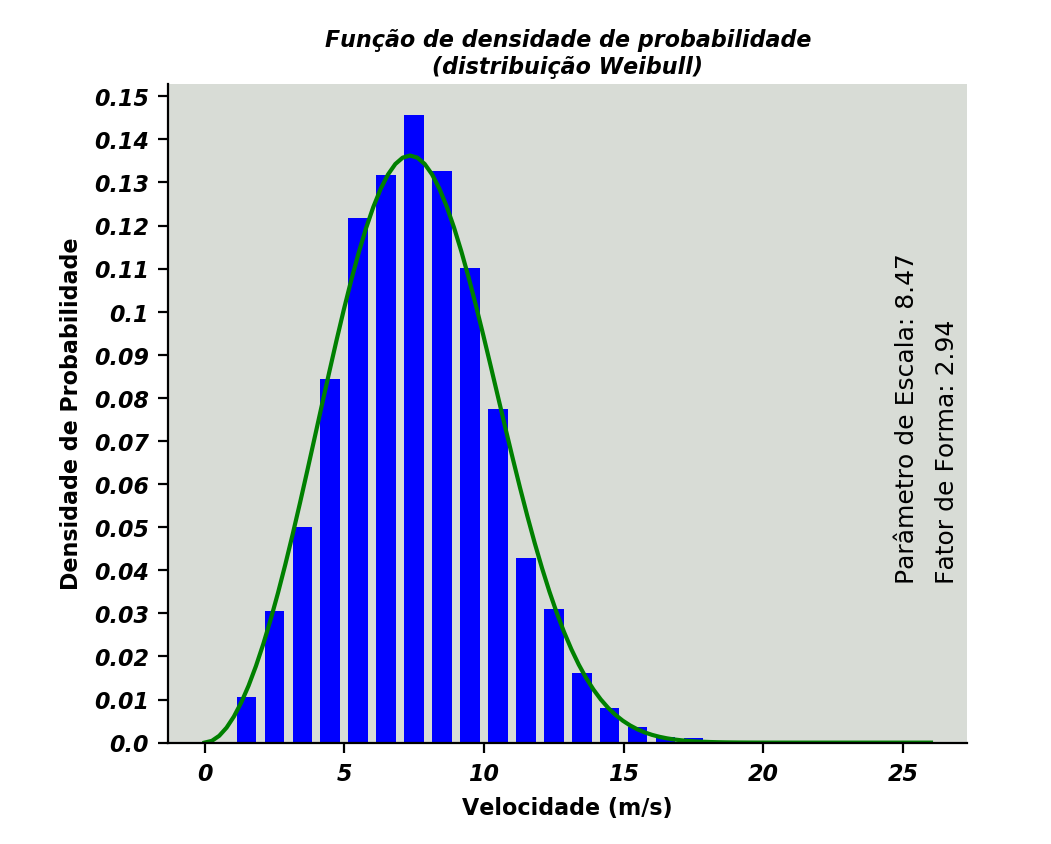 Função de densidade de probabilidade
(distribuição Weibull)
Densidade de Probabilidade
0.15
0.14
0.13
0.12
0.11
0.1
0.09
0.08
0.07
0.06
0.05
0.04
0.03
0.02
0.01
0.0
Parâmetro de Escala: 8.47
Fator de Forma: 2.94
0 5 10 15 20 25
Velocidade (m/s)